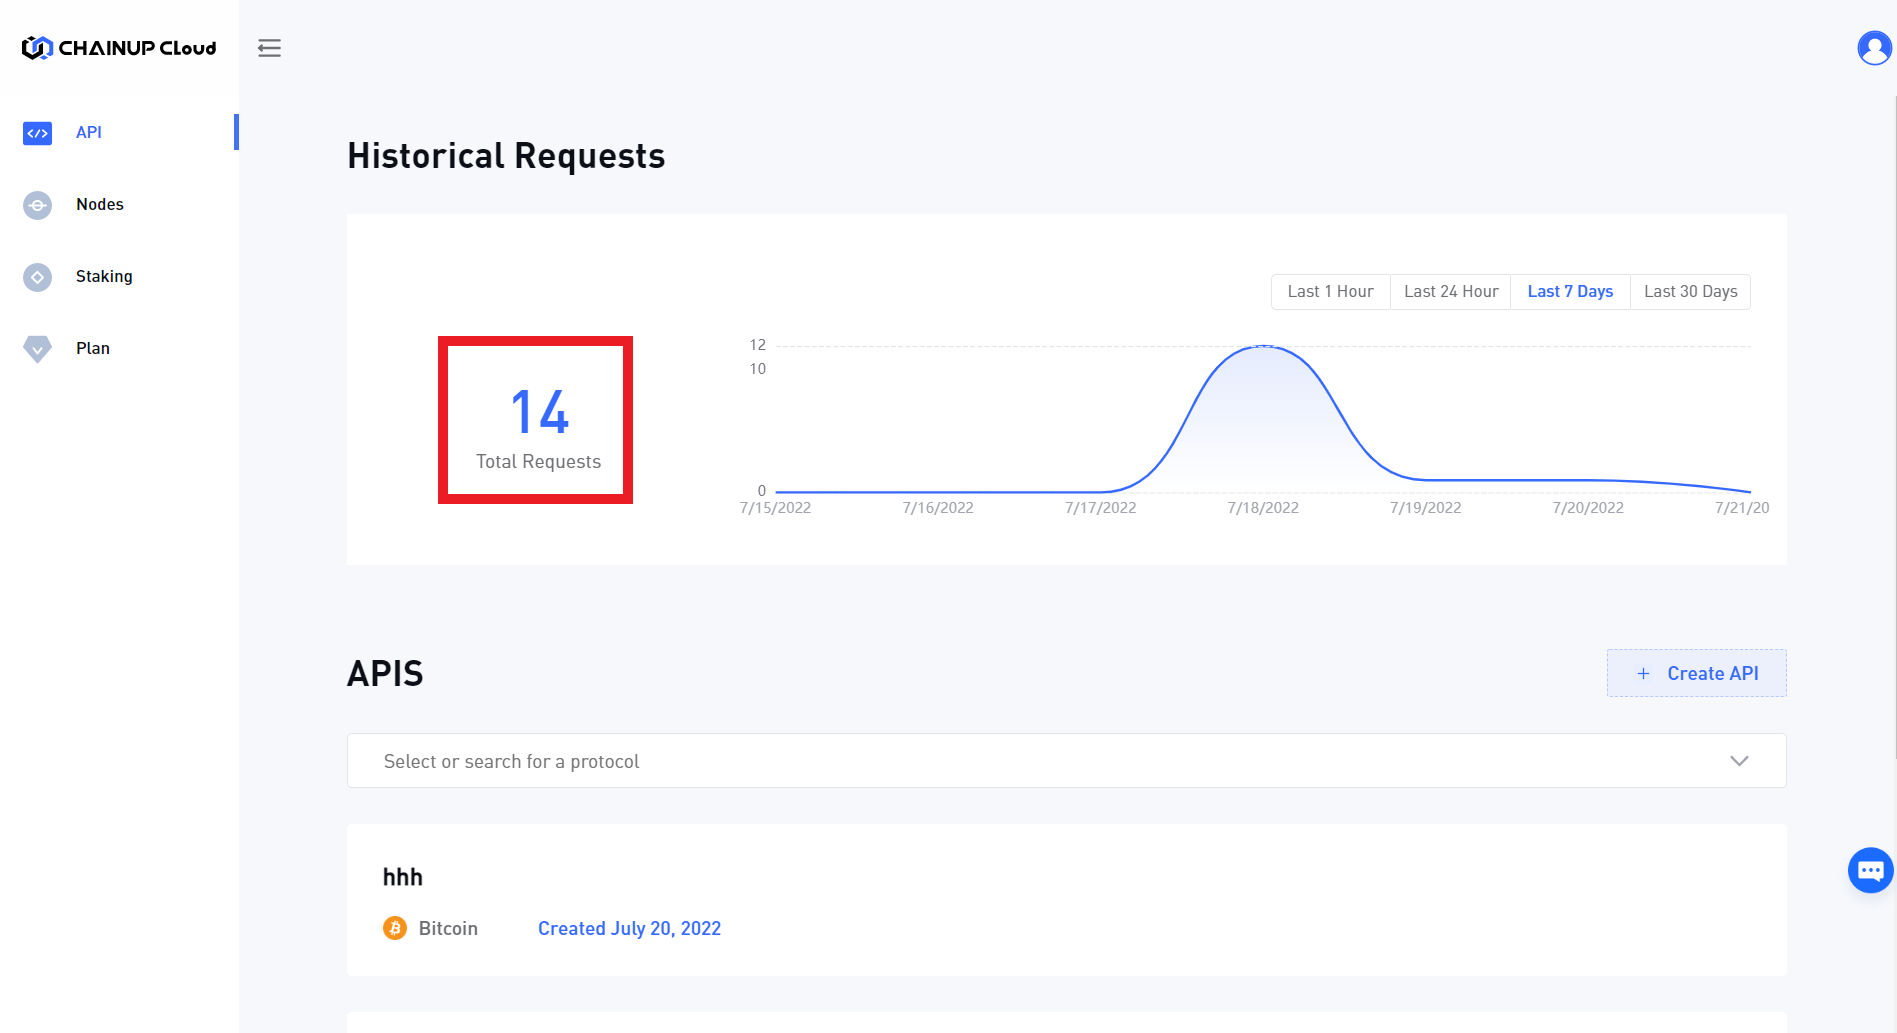 CHAINUP CLoud
API
Nodes
Staking
Plan
Historical Requests
Last 1 Hour
Last 24 Hour
Last 7 Days
Last 30 Days
14
Total Requests
12
10
0
7/15/2022
7/16/2022
7/17/2022
7/18/2022
7/19/2022
7/20/2022
7/21/20
APIS
+ Create API
Select or search for a protocol
hhh
Bitcoin
Created July 20, 2022